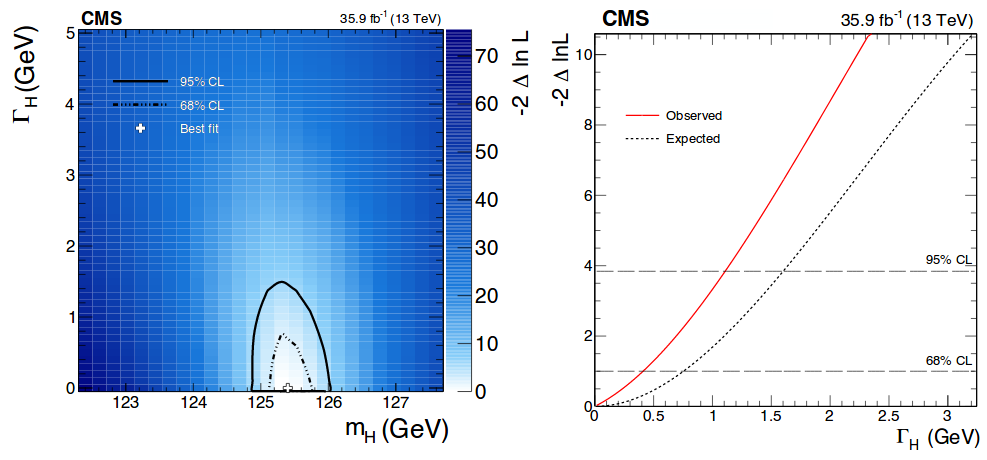 CMS
35.9 fb-1 (13 TeV)
ΓH (GeV)
5
4
3
2
1
0
95% CL
68% CL
Best fit
123
124
125
126
127
mH (GeV)
70
60
50
40
30
20
10
0
-2 Δ ln L
CMS
35.9 fb-1 (13 TeV)
-2 Δ lnL
10
8
6
4
2
0
Observed
Expected
95% CL
68% CL
0
0.5
1
1.5
2
2.5
3
ΓH (GeV)